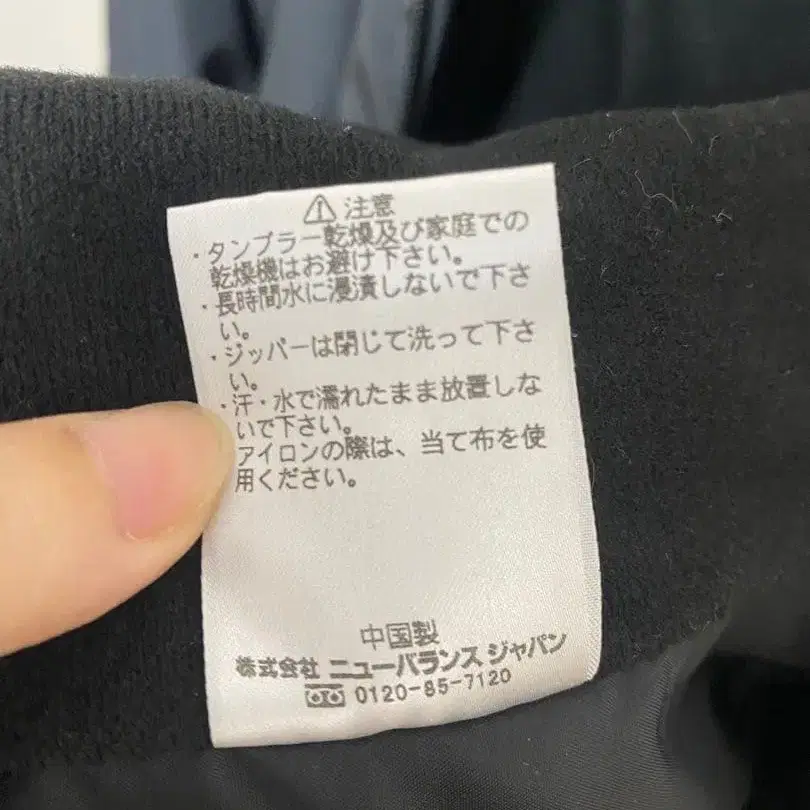 ⚠ 注意
・タンブラー乾燥及び家庭での
乾燥機はお避け下さい。
・長時間水に浸漬しないで下さ
い。
・ジッパーは閉じて洗って下さ
い。
・汗・水で濡れたまま放置しな
いで下さい。
アイロンの際は、当て布を使
用ください。
中国製
株式会社 ニューバランス ジャパン
0120-85-7120